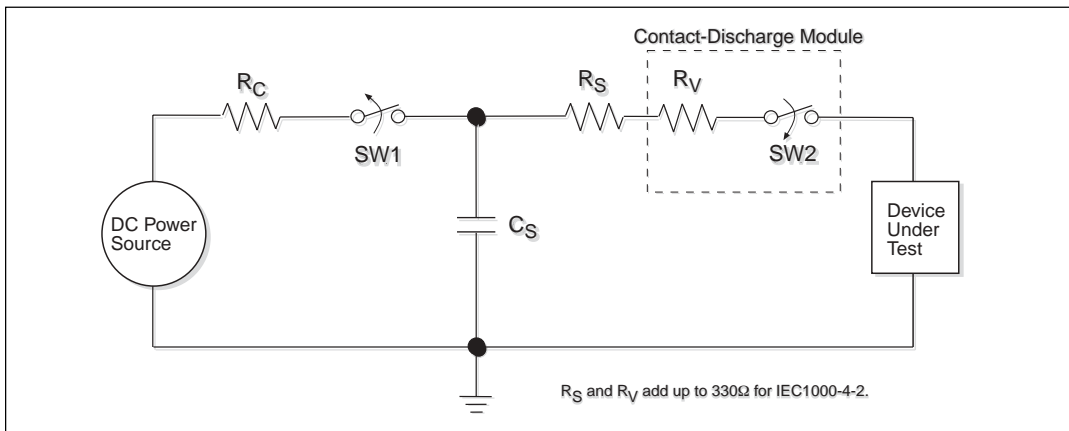 Contact-Discharge Module
RC
RS
RV
SW1
SW2
DC Power
Source
CS
Device
Under
Test
RS and RV add up to 330Ω for IEC1000-4-2.